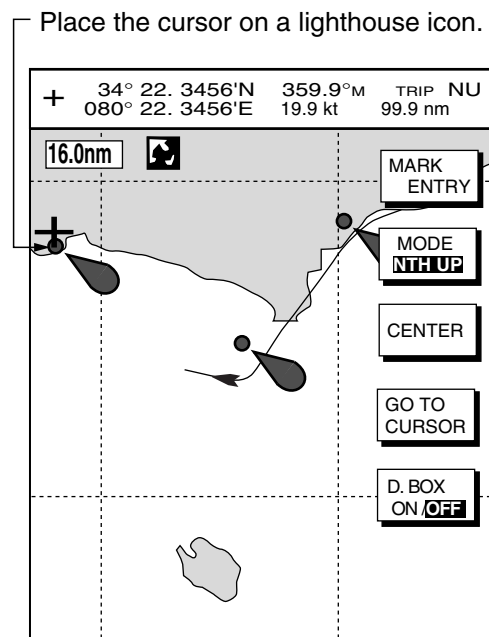 Place the cursor on a lighthouse icon.
+ 34° 22. 3456'N 359.9°M TRIP NU
080° 22. 3456'E 19.9 kt 99.9 nm
16.0nm
MARK
ENTRY
MODE
NTH UP
CENTER
GO TO
CURSOR
D. BOX
ON /OFF